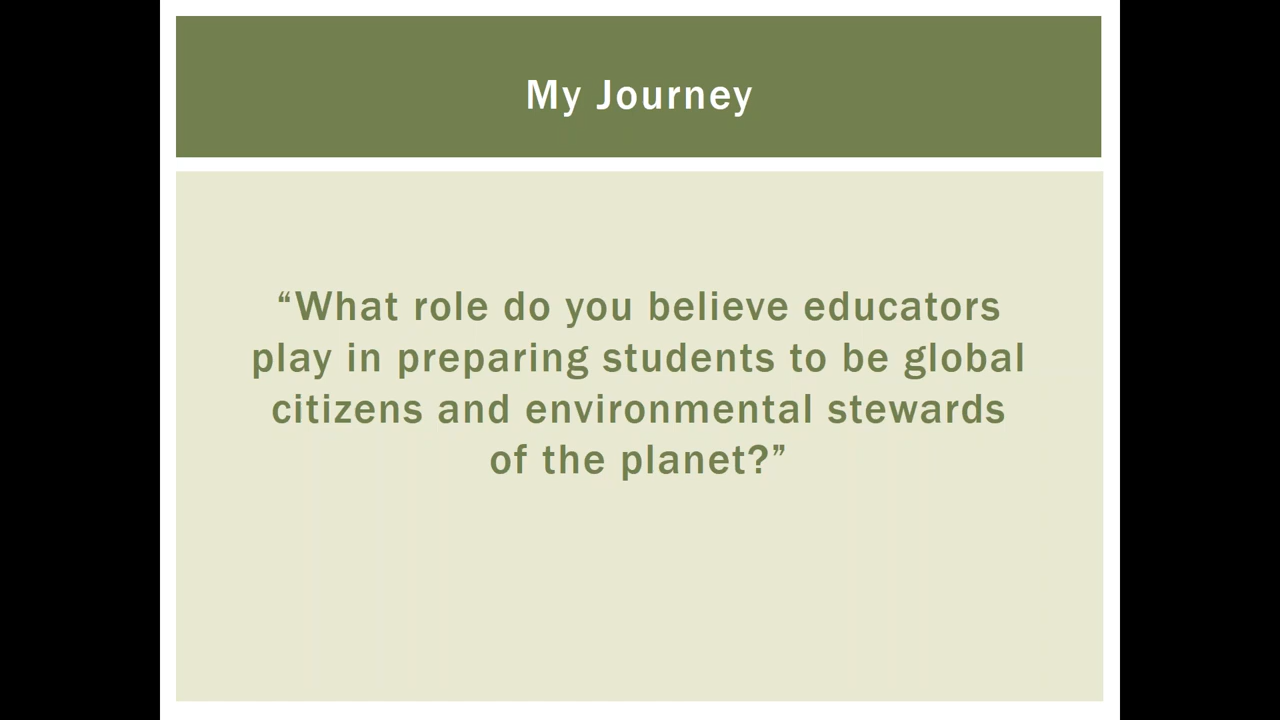 My Journey
“What role do you believe educators
play in preparing students to be global
citizens and environmental stewards
of the planet?”